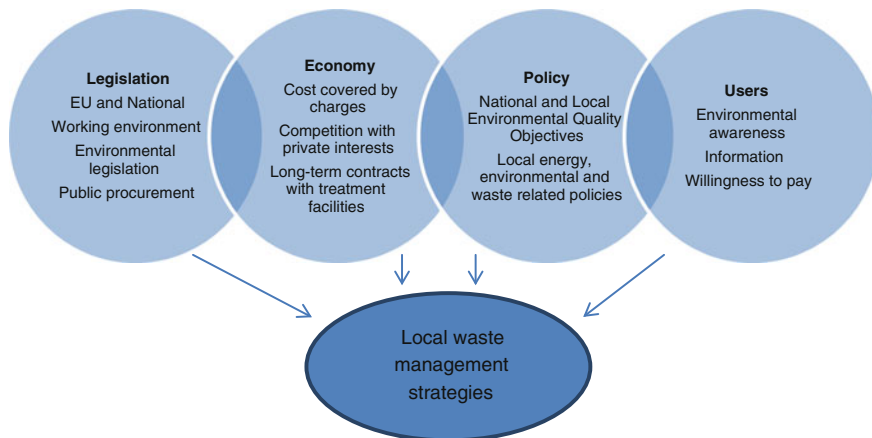 Legislation
EU and National
Working environment
Environmental
legislation
Public procurement
Economy
Cost covered by
charges
Competition with
private interests
Long-term contracts
with treatment
facilities
Policy
National and Local
Environmental Quality
Objectives
Local energy,
environmental and
waste related policies
Users
Environmental
awareness
Information
Willingness to pay
Local waste
management
strategies